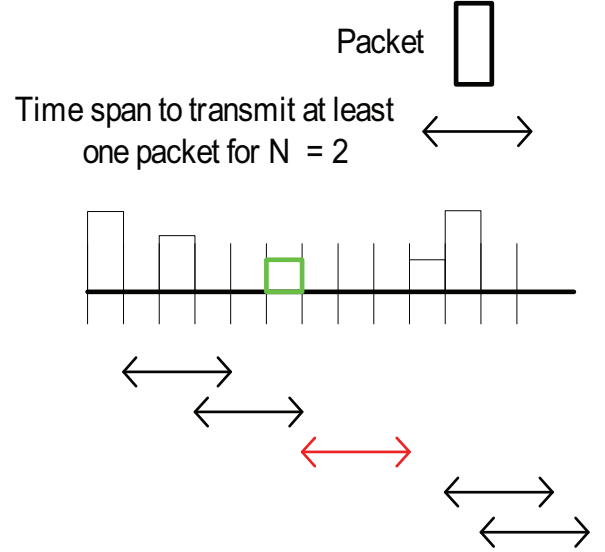 Packet
Time span to transmit at least
one packet for N = 2